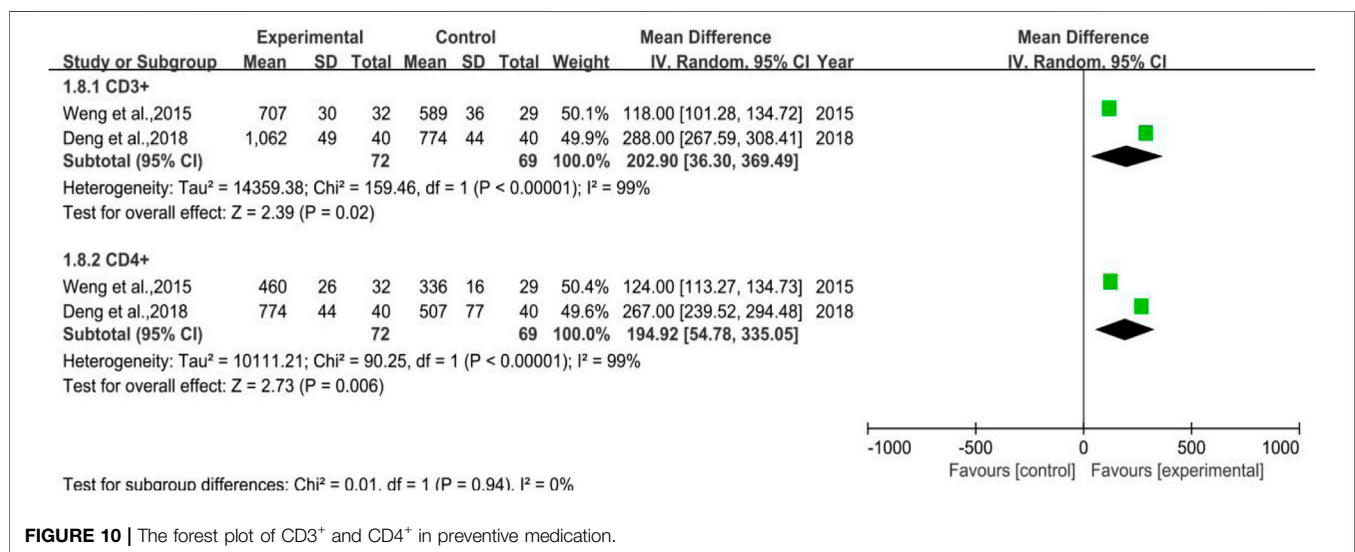 Experimental Control Mean Difference Mean Difference
Study or Subgroup Mean SD Total Mean SD Total Weight IV, Random, 95% CI Year IV, Random, 95% CI
1.8.1 CD3+
Weng et al.,2015 707 30 32 589 36 29 50.1% 118.00 [101.28, 134.72] 2015
Deng et al.,2018 1,062 49 40 774 44 40 49.9% 288.00 [267.59, 308.41] 2018
Subtotal (95% CI) 72 69 100.0% 202.90 [36.30, 369.49]
Heterogeneity: Tau² = 14359.38; Chi² = 159.46, df = 1 (P < 0.00001); I² = 99%
Test for overall effect: Z = 2.39 (P = 0.02)
1.8.2 CD4+
Weng et al.,2015 460 26 32 336 16 29 50.4% 124.00 [113.27, 134.73] 2015
Deng et al.,2018 774 44 40 507 77 40 49.6% 267.00 [239.52, 294.48] 2018
Subtotal (95% CI) 72 69 100.0% 194.92 [54.78, 335.05]
Heterogeneity: Tau² = 10111.21; Chi² = 90.25, df = 1 (P < 0.00001); I² = 99%
Test for overall effect: Z = 2.73 (P = 0.006)
-1000 -500 0 500 1000
Favours [control] Favours [experimental]
Test for subgroup differences: Chi² = 0.01, df = 1 (P = 0.94), I² = 0%
FIGURE 10 | The forest plot of CD3⁺ and CD4⁺ in preventive medication.